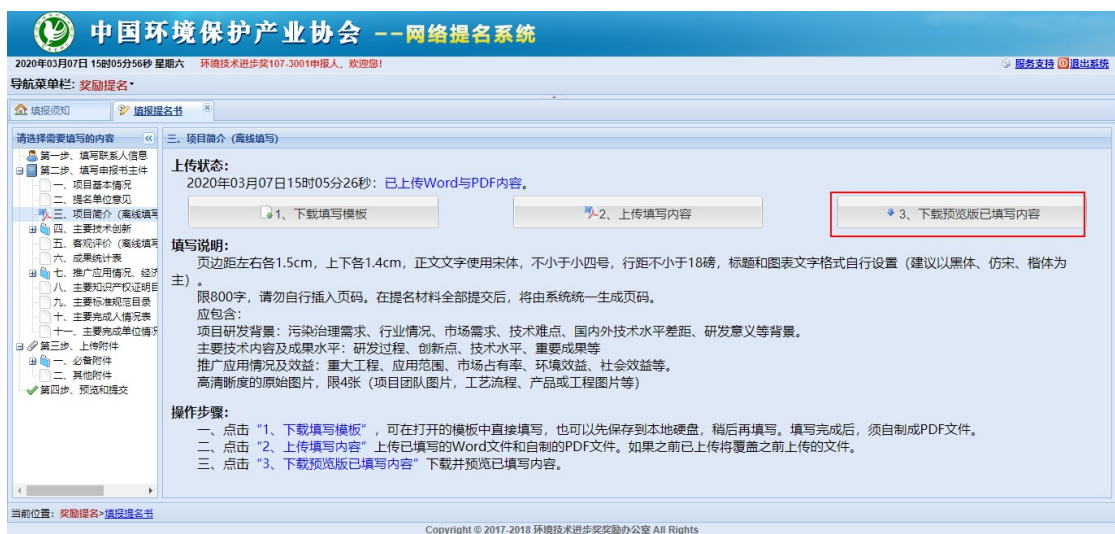 中国环境保护产业协会 --网络提名系统
2020年03月07日 15时05分56秒 星期六 环境技术进步奖107-3001申报人，欢迎您! 服务支持 退出系统
导航菜单栏: 奖励提名
填报须知 填报提名书
请选择需要填写的内容
三、项目简介（离线填写）
第一步、填写联系人信息
第二步、填写申报书主件
一、项目基本情况
二、提名单位意见
三、项目简介（离线填写
四、主要技术创新
五、客观评价（离线填写
六、成果统计表
七、推广应用情况、经济
八、主要知识产权证明目
九、主要标准规范目录
十、主要完成人情况表
十一、主要完成单位情况
第三步、上传附件
一、必备附件
二、其他附件
第四步、预览和提交
上传状态：
2020年03月07日15时05分26秒：已上传Word与PDF内容。
1、下载填写模板
2、上传填写内容
3、下载预览版已填写内容
填写说明：
页边距左右各1.5cm，上下各1.4cm，正文文字使用宋体，不小于小四号，行距不小于18磅，标题和图表文字格式自行设置（建议以黑体、仿宋、楷体为
主）。
限800字，请勿自行插入页码。在提名材料全部提交后，将由系统统一生成页码。
应包含：
项目研发背景：污染治理需求、行业情况、市场需求、技术难点、国内外技术水平差距、研发意义等背景。
主要技术内容及成果水平：研发过程、创新点、技术水平、重要成果等
推广应用情况及效益：重大工程、应用范围、市场占有率、环境效益、社会效益等。
高清晰度的原始图片，限4张（项目团队图片，工艺流程、产品或工程图片等）
操作步骤：
一、点击“1、下载填写模板”，可在打开的模板中直接填写，也可以先保存到本地硬盘，稍后再填写。填写完成后，须自制成PDF文件。
二、点击“2、上传填写内容”上传已填写的Word文件和自制的PDF文件。如果之前已上传将覆盖之前上传的文件。
三、点击“3、下载预览版已填写内容”下载并预览已填写内容。
当前位置：奖励提名>填报提名书
Copyright © 2017-2018 环境技术进步奖奖励办公室 All Rights